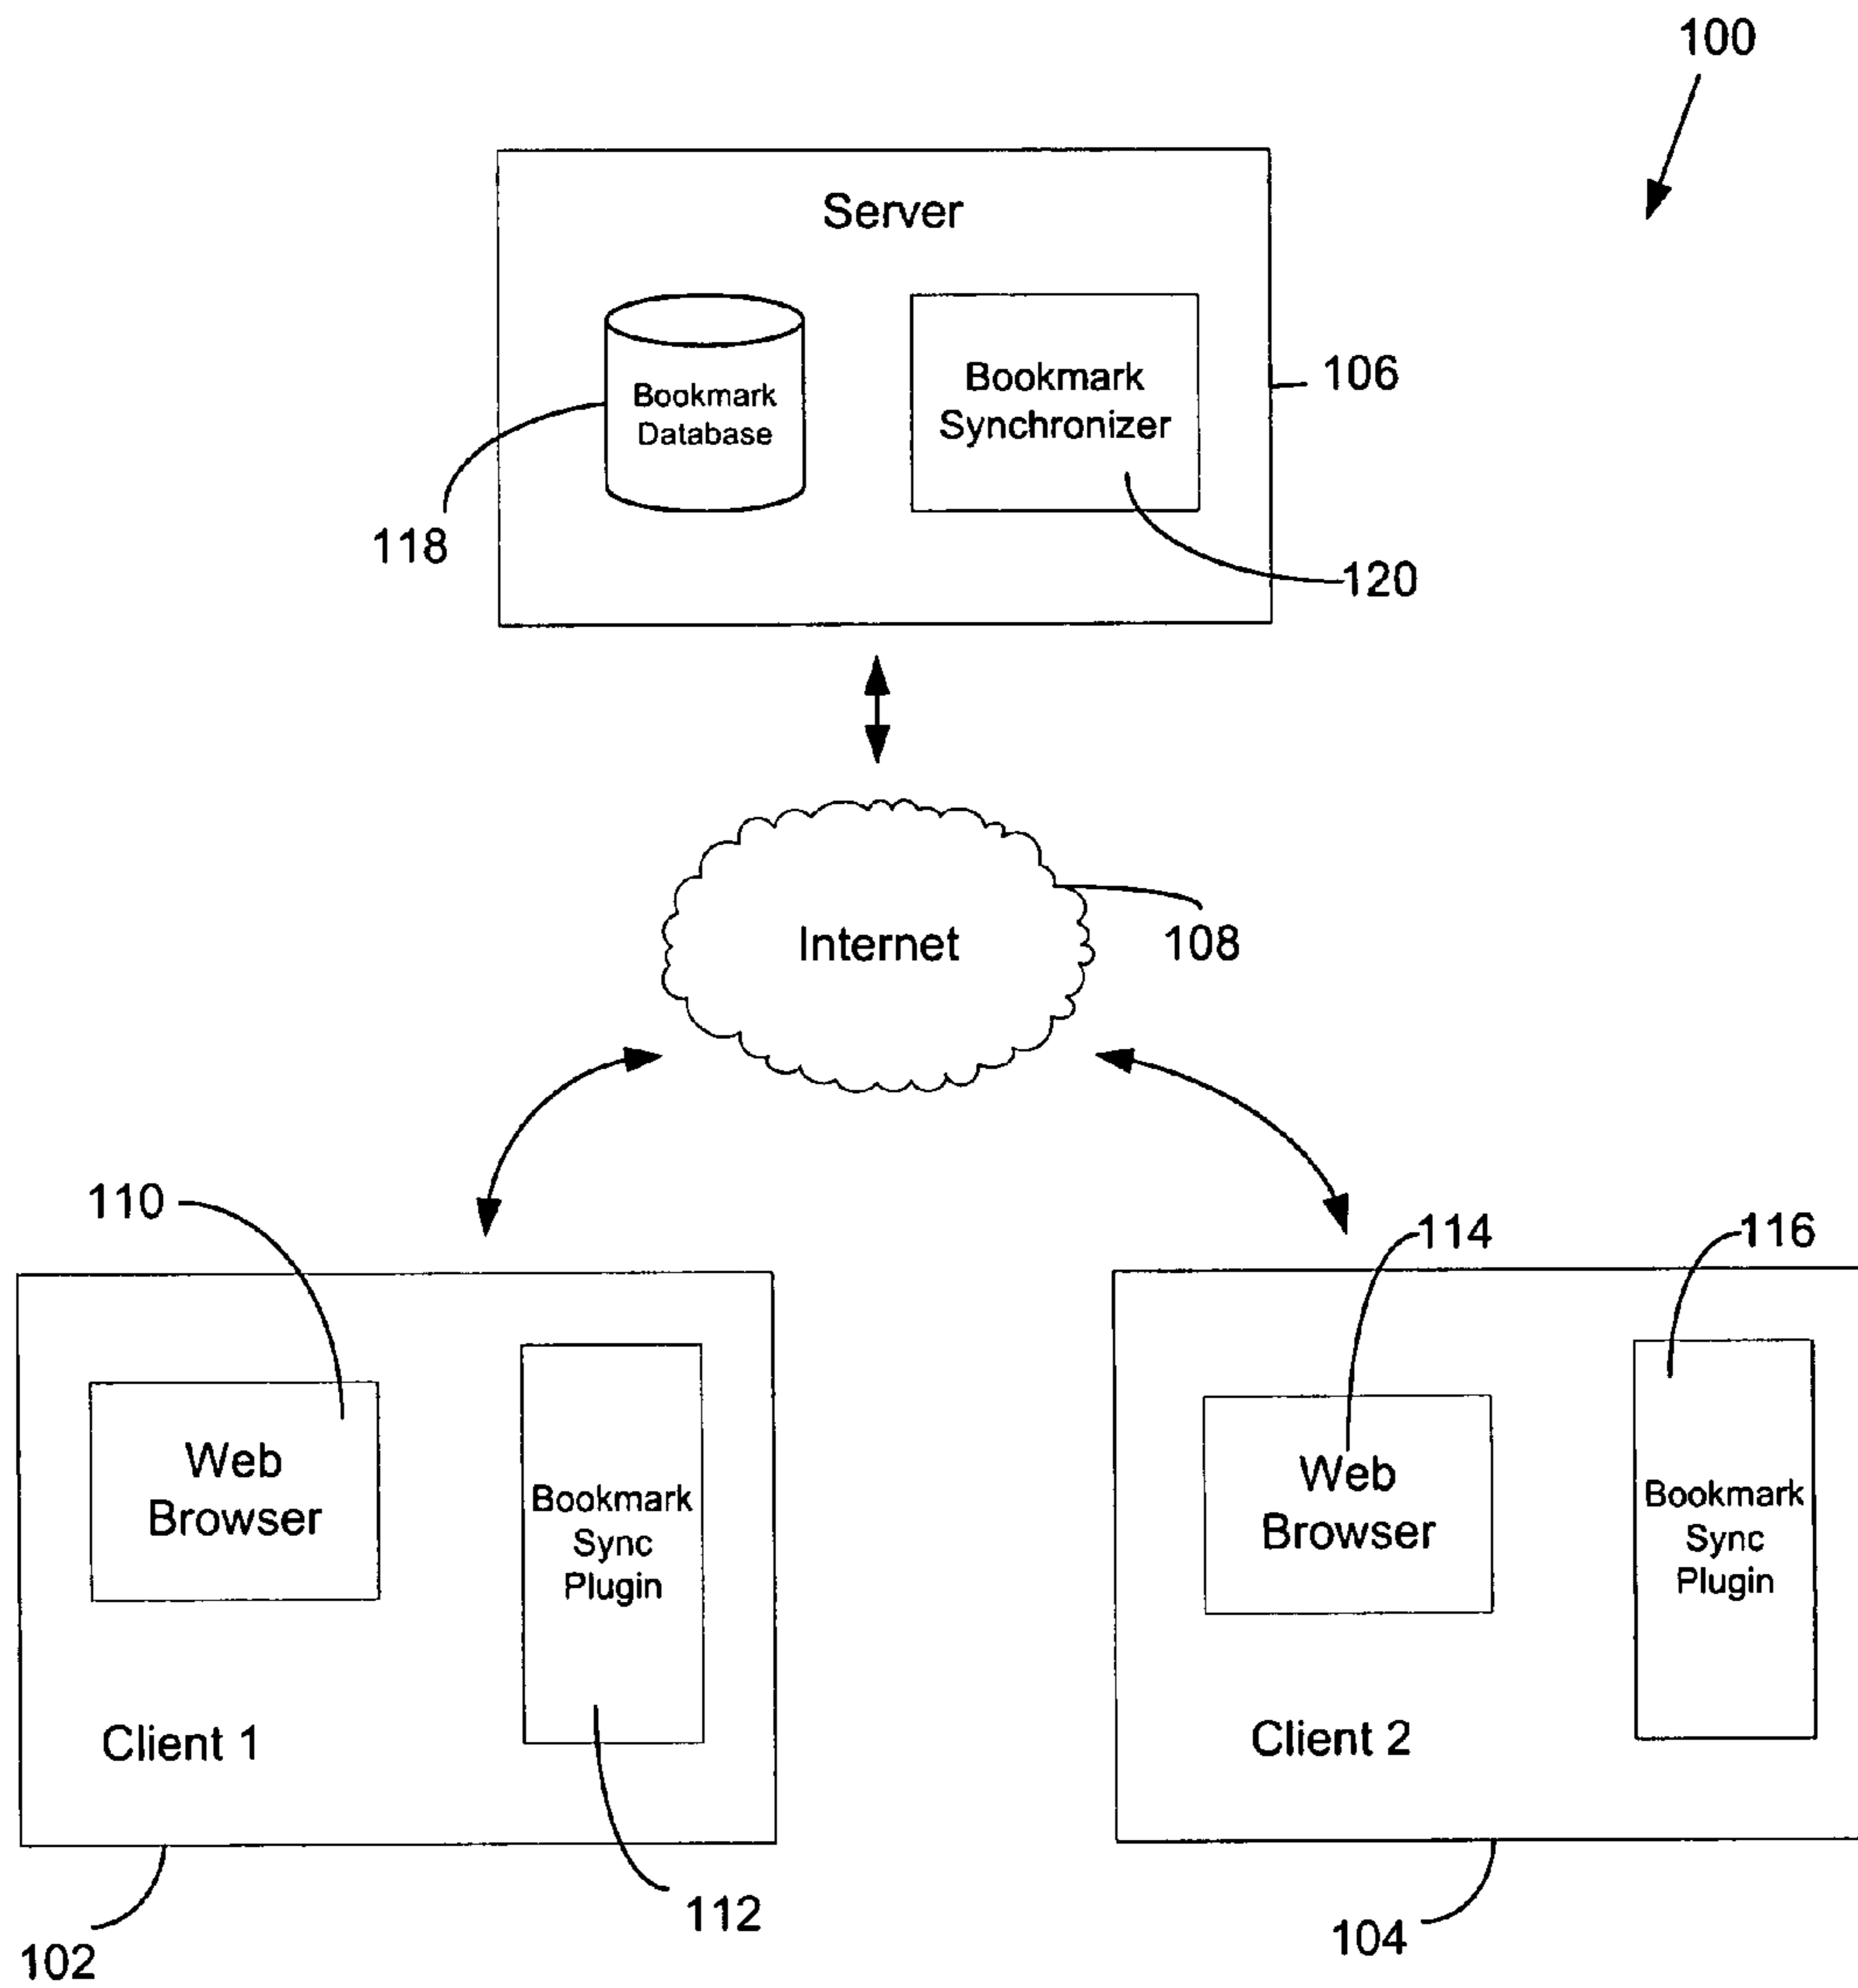 100
Server
Bookmark
Database
Bookmark
Synchronizer
106
118
120
Internet
108
110
114
116
Web
Browser
Bookmark
Sync
Plugin
Client 1
Web
Browser
Bookmark
Sync
Plugin
Client 2
102
112
104